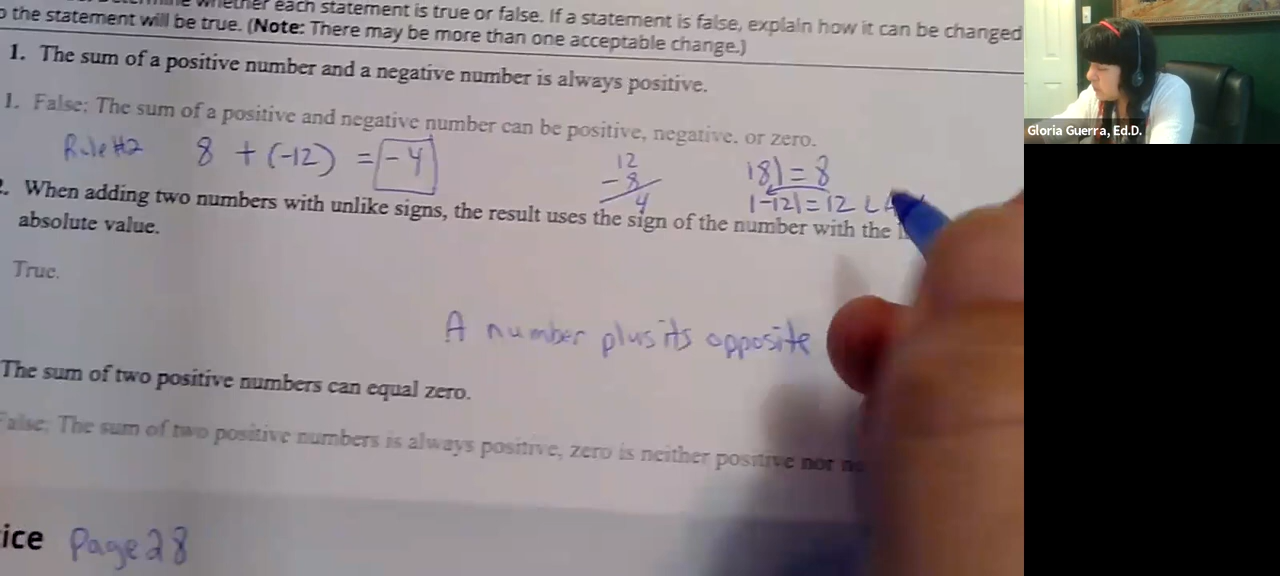 whether each statement is true or false. If a statement is false, explain how it can be changed
the statement will be true. (Note: There may be more than one acceptable change.)
1. The sum of a positive number and a negative number is always positive.
1. False; The sum of a positive and negative number can be positive, negative, or zero.
Rule #2 8 + (-12) = -4
12
- 8
4
|8| = 8
|-12| = 12 LA
When adding two numbers with unlike signs, the result uses the sign of the number with the
absolute value.
True.
A number plus its opposite
The sum of two positive numbers can equal zero.
False; The sum of two positive numbers is always positive, zero is neither positive nor
ice Page 28
Gloria Guerra, Ed.D.